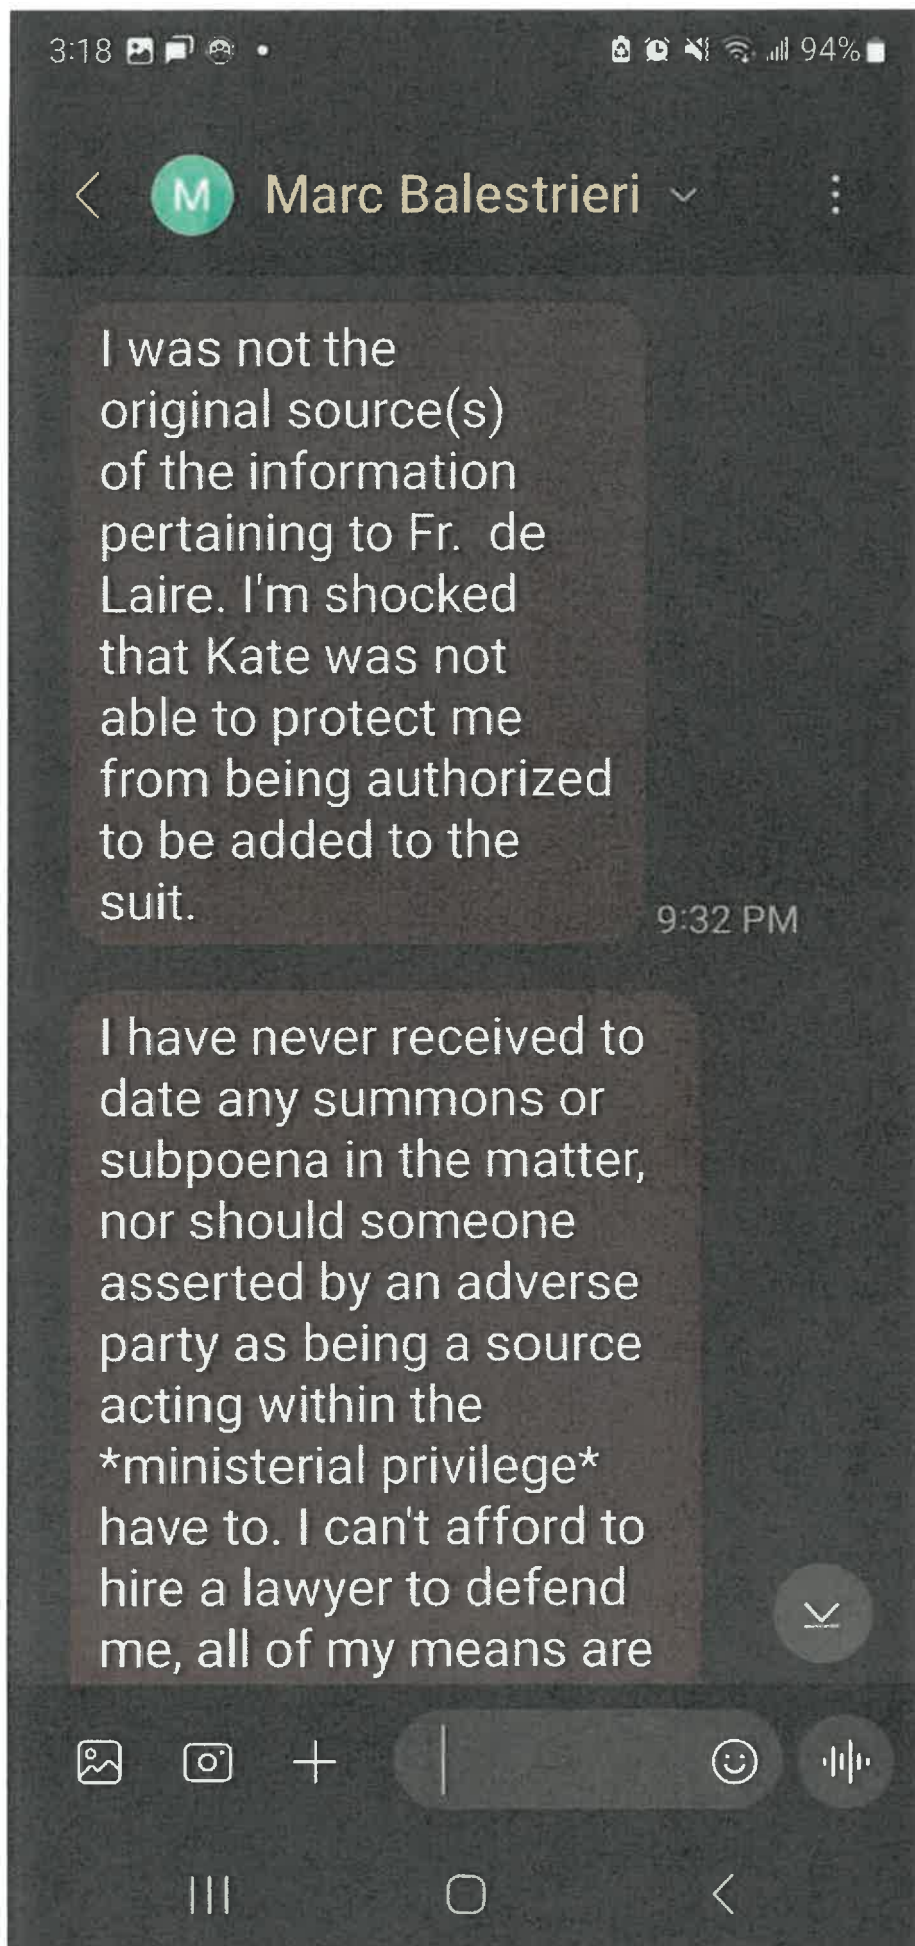 3:18
94%
M
Marc Balestrieri
I was not the
original source(s)
of the information
pertaining to Fr.  de
Laire. I'm shocked
that Kate was not
able to protect me
from being authorized
to be added to the
suit.
9:32 PM
I have never received to
date any summons or
subpoena in the matter,
nor should someone
asserted by an adverse
party as being a source
acting within the
*ministerial privilege*
have to. I can't afford to
hire a lawyer to defend
me, all of my means are